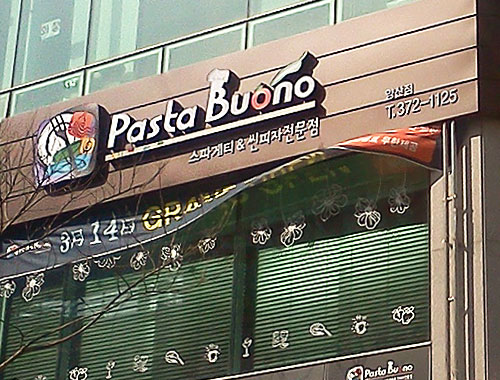 Pasta Buono
스파게티 & 씬피자전문점
T.372-1125
3월 14일 GRAND OPEN
Pasta Buono